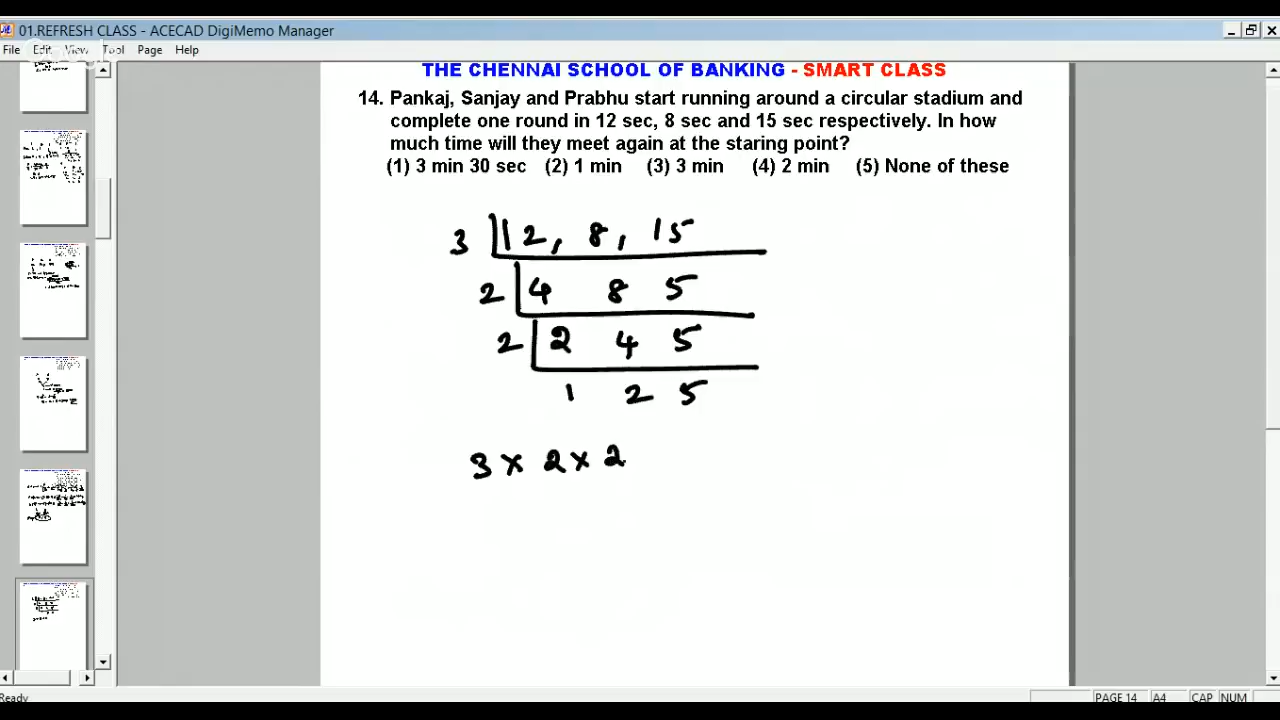 01.REFRESH CLASS - ACECAD DigiMemo Manager
File Edit View Tool Page Help
THE CHENNAI SCHOOL OF BANKING - SMART CLASS
14. Pankaj, Sanjay and Prabhu start running around a circular stadium and
complete one round in 12 sec, 8 sec and 15 sec respectively. In how
much time will they meet again at the staring point?
(1) 3 min 30 sec (2) 1 min (3) 3 min (4) 2 min (5) None of these
3 12, 8, 15
2 4 8 5
2 2 4 5
1 2 5
3 × 2 × 2
Ready PAGE 14 A4 CAP NUM